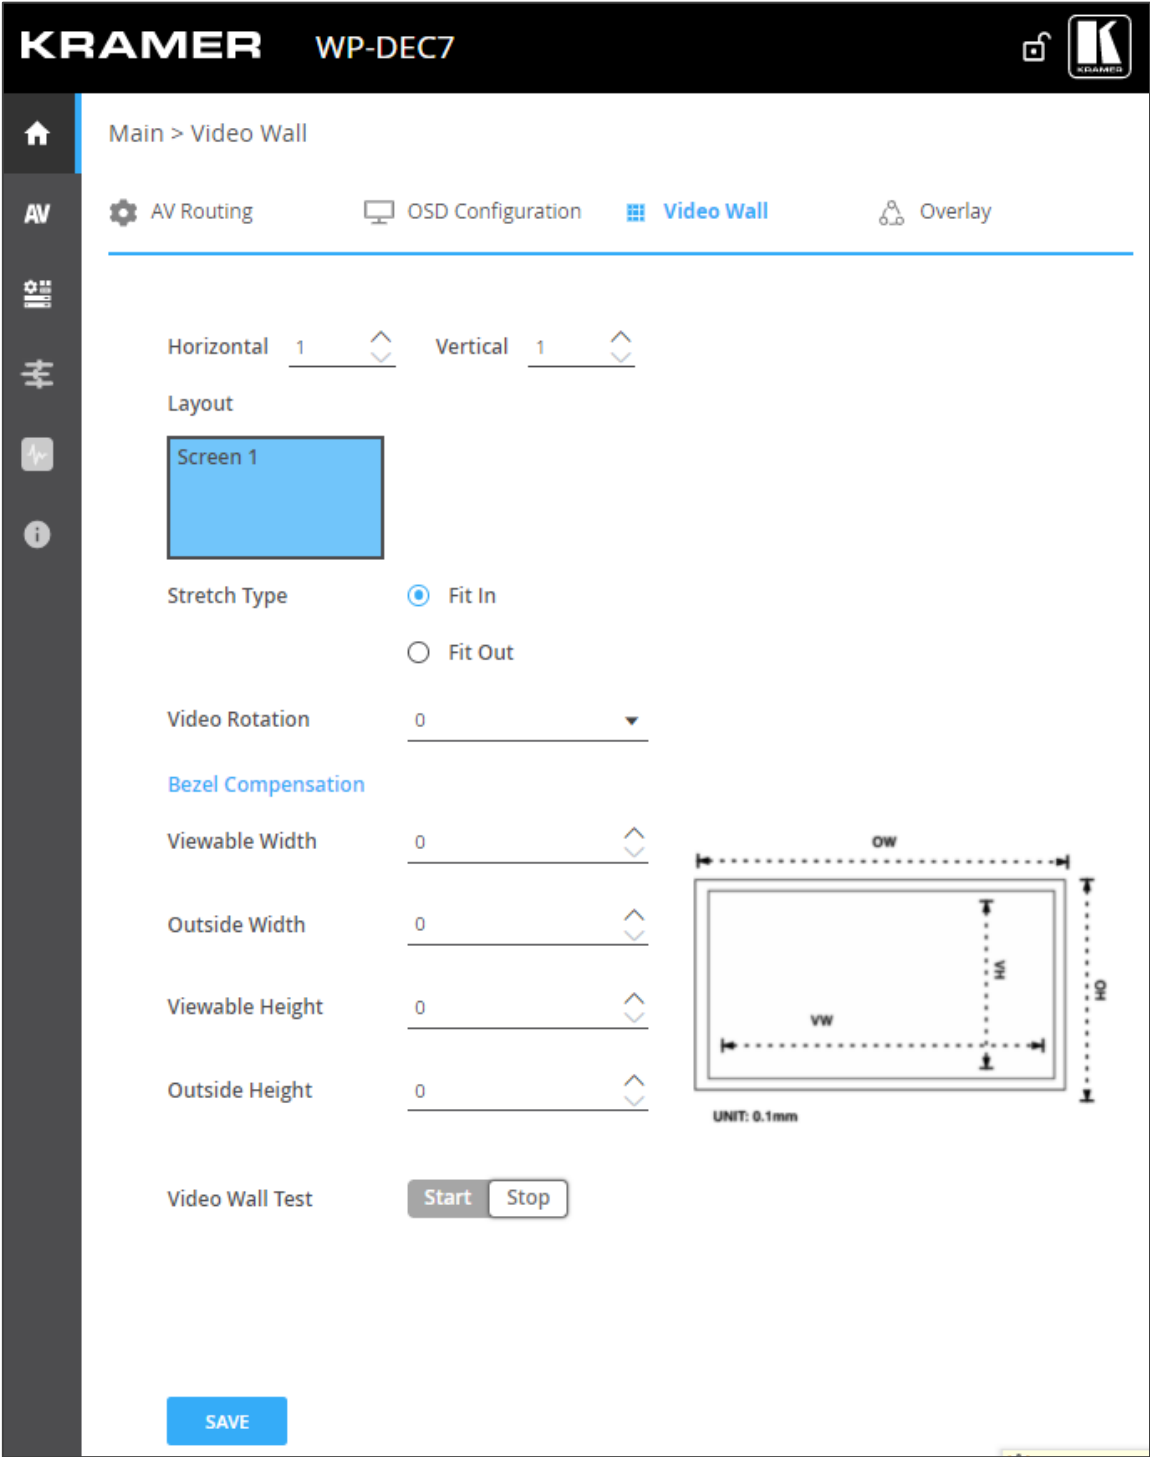 KRAMER WP-DEC7 KRAMER
Main > Video Wall
AV
AV Routing OSD Configuration Video Wall Overlay
Horizontal 1 Vertical 1
Layout
Screen 1
Stretch Type Fit In
Fit Out
Video Rotation 0
Bezel Compensation
Viewable Width 0
OW
Outside Width 0
VH
OH
Viewable Height 0
VW
Outside Height 0
UNIT: 0.1mm
Video Wall Test Start Stop
SAVE